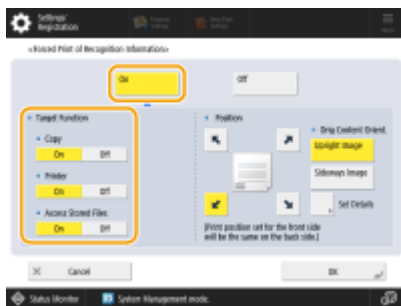 Settings/
Registration
<Forced Print of Recognition Information>
On
Off
Target Function
Copy
On
Off
Printer
On
Off
Access Stored Files
On
Off
Position
Orig Content Orient.
Upright Image
Sideways Image
Set Details
(Print position set for the front side
will be the same on the back side.)
Cancel
OK
Status Monitor
System Management mode.